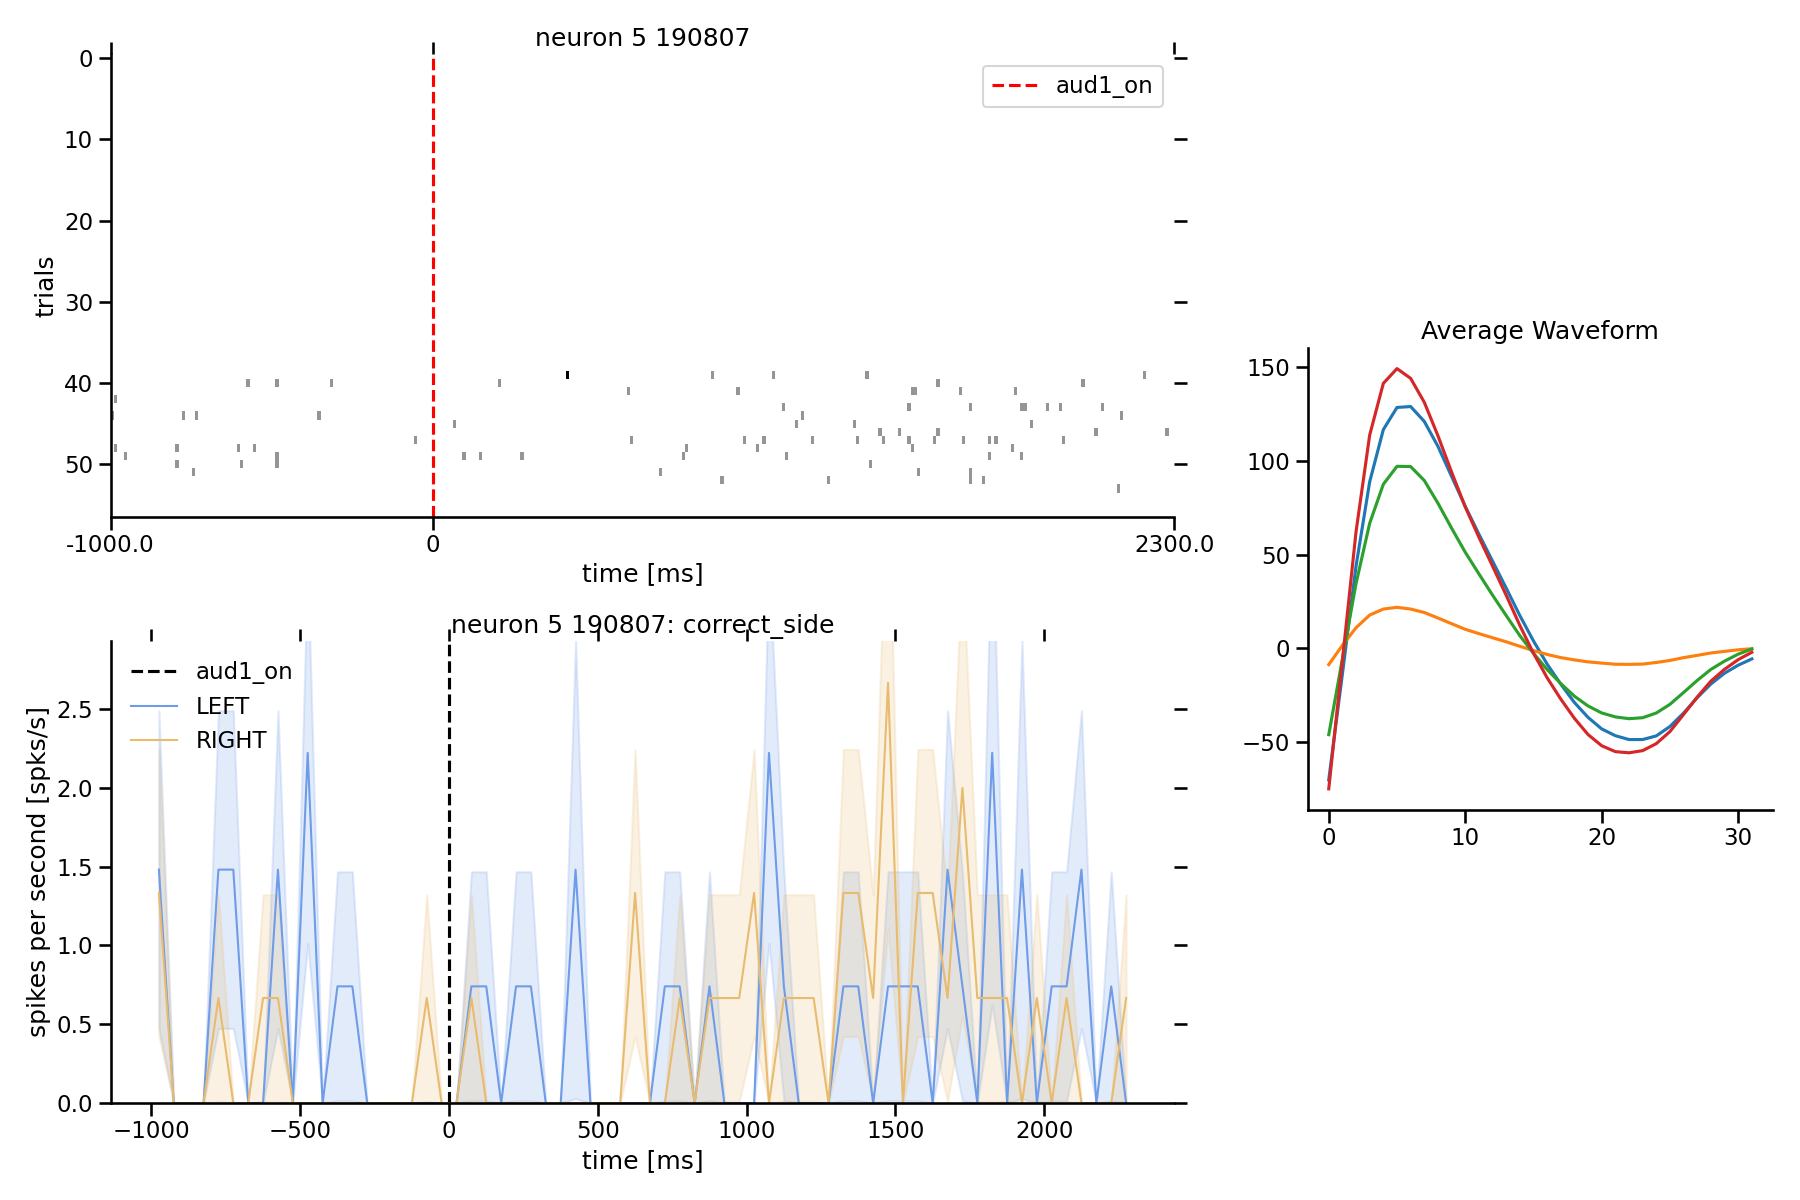 neuron 5 190807
0
10
20
30
40
50
trials
aud1_on
-1000.0
0
2300.0
time [ms]
neuron 5 190807: correct_side
aud1_on
LEFT
RIGHT
2.5
2.0
1.5
1.0
0.5
0.0
spikes per second [spks/s]
−1000
−500
0
500
1000
1500
2000
time [ms]
Average Waveform
150
100
50
0
−50
0
10
20
30